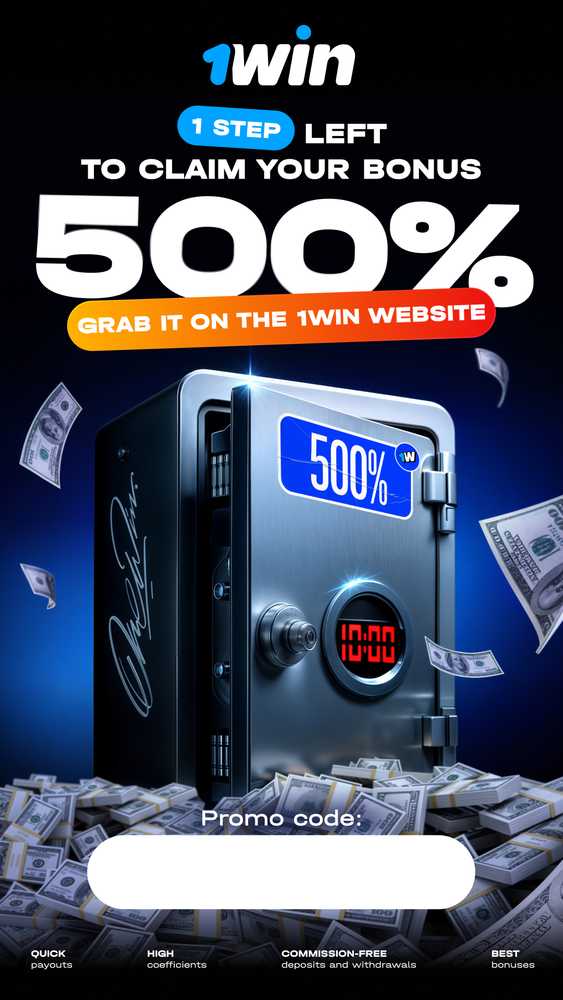 1win
1 STEP LEFT
TO CLAIM YOUR BONUS
500%
GRAB IT ON THE 1WIN WEBSITE
500%
1W
10:00
Promo code:
QUICK
payouts
HIGH
coefficients
COMMISSION-FREE
deposits and withdrawals
BEST
bonuses